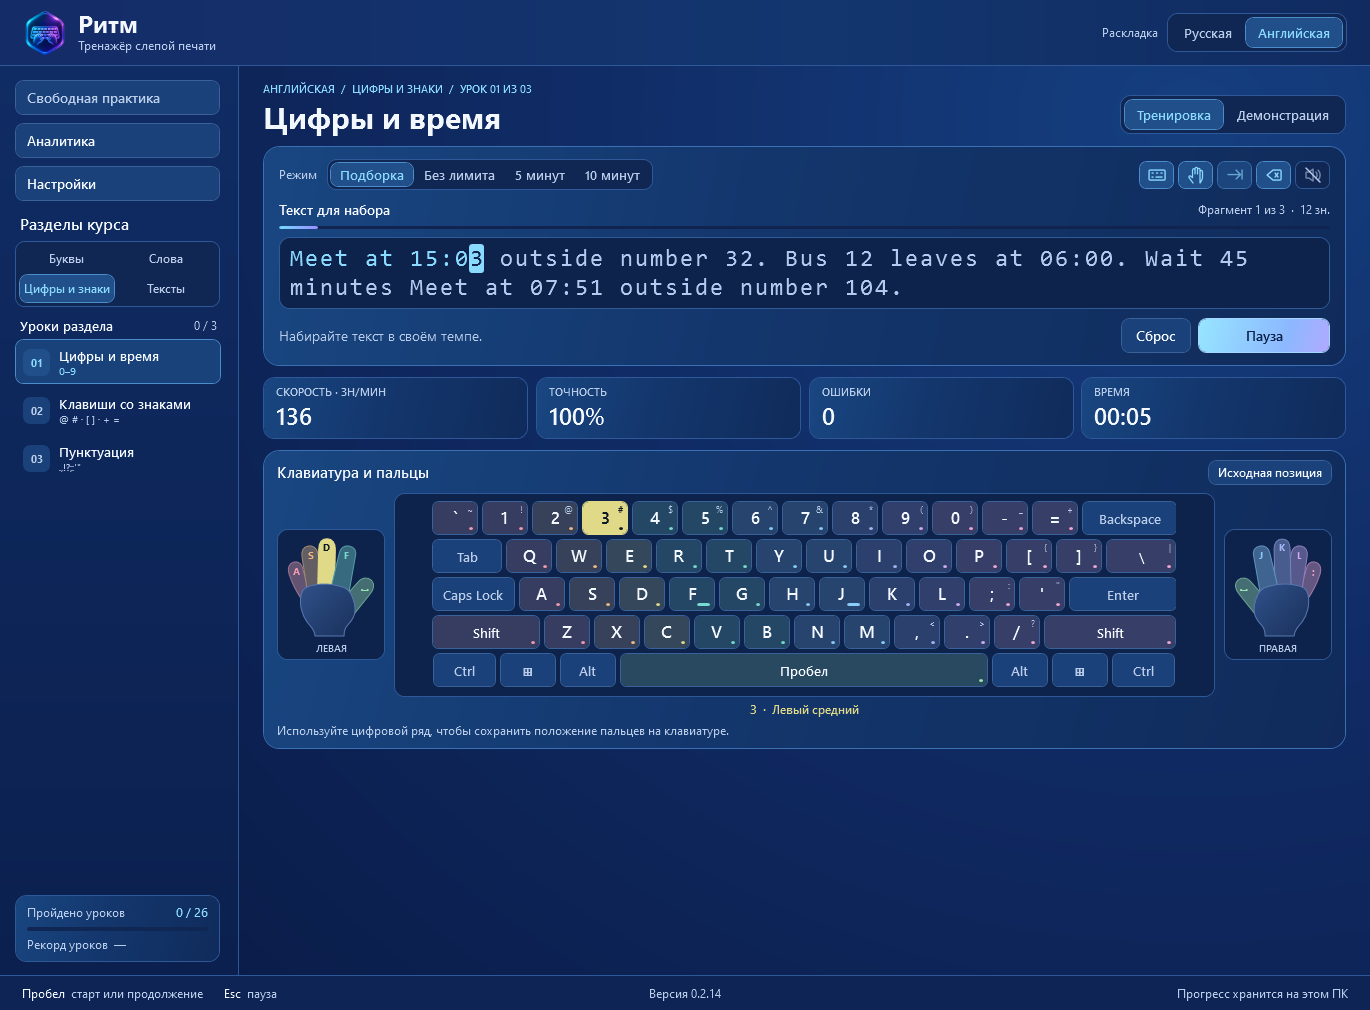 Ритм
Тренажёр слепой печати
Раскладка
Русская
Английская
Свободная практика
Аналитика
Настройки
Разделы курса
Буквы
Слова
Цифры и знаки
Тексты
Уроки раздела
0 / 3
01
Цифры и время
0–9
02
Клавиши со знаками
@ # · [ ] · + =
03
Пунктуация
Пройдено уроков
0 / 26
Рекорд уроков —
АНГЛИЙСКАЯ / ЦИФРЫ И ЗНАКИ / УРОК 01 ИЗ 03
Цифры и время
Тренировка
Демонстрация
Режим
Подборка
Без лимита
5 минут
10 минут
Текст для набора
Фрагмент 1 из 3 · 12 зн.
Meet at 15:03 outside number 32. Bus 12 leaves at 06:00. Wait 45
minutes Meet at 07:51 outside number 104.
Набирайте текст в своём темпе.
Сброс
Пауза
СКОРОСТЬ · ЗН/МИН
136
ТОЧНОСТЬ
100%
ОШИБКИ
0
ВРЕМЯ
00:05
Клавиатура и пальцы
Исходная позиция
` ~ 1 ! 2 @ 3 # 4 $ 5 % 6 ^ 7 & 8 * 9 ( 0 ) - _ = + Backspace
Tab Q W E R T Y U I O P [ { ] } \ |
Caps Lock A S D F G H J K L ; : ' " Enter
Shift Z X C V B N M , < . > / ? Shift
Ctrl ⊞ Alt Пробел Alt ⊞ Ctrl
A S D F
ЛЕВАЯ
J K L :
ПРАВАЯ
3 · Левый средний
Используйте цифровой ряд, чтобы сохранить положение пальцев на клавиатуре.
Пробел старт или продолжение
Esc пауза
Версия 0.2.14
Прогресс хранится на этом ПК